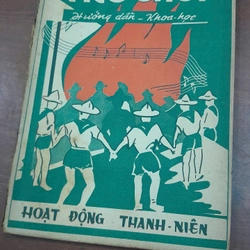 Hướng dẫn - Khoa-học
HOẠT ĐỘNG THANH-NIÊN